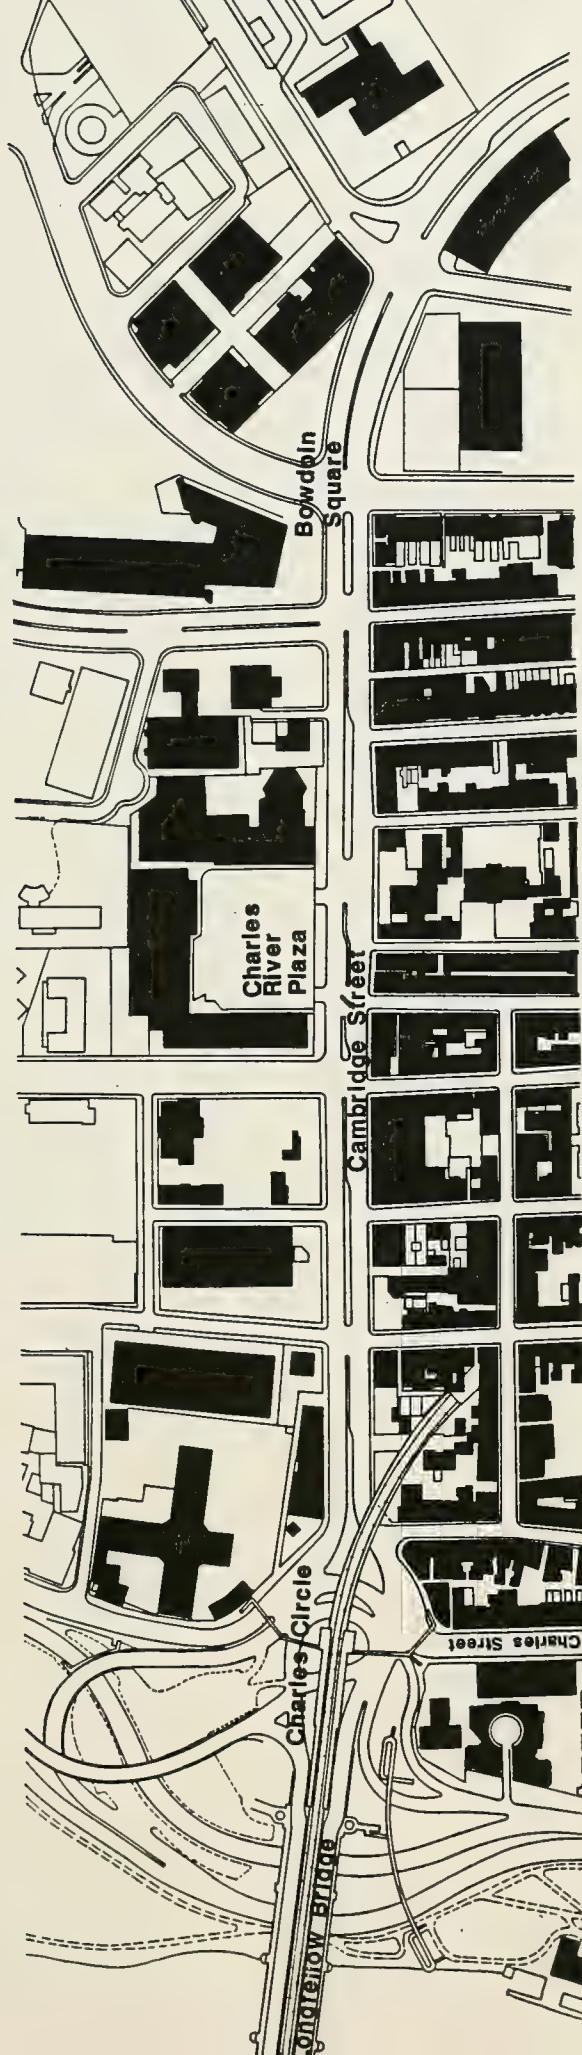 Bowdoin
Square
Charles
River
Plaza
Cambridge Street
Charles Circle
Charles Street
Longfellow Bridge